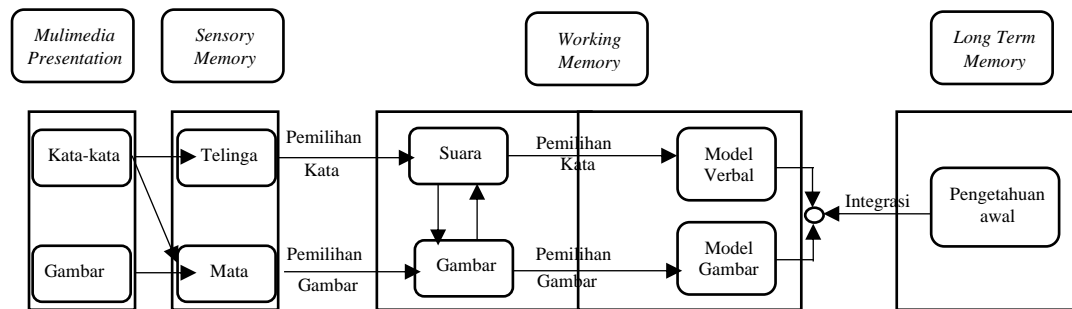 Mulimedia
Presentation
Sensory
Memory
Working
Memory
Long Term
Memory
Kata-kata
Telinga
Pemilihan
Kata
Suara
Pemilihan
Kata
Model
Verbal
Integrasi
Pengetahuan
awal
Gambar
Mata
Pemilihan
Gambar
Gambar
Pemilihan
Gambar
Model
Gambar